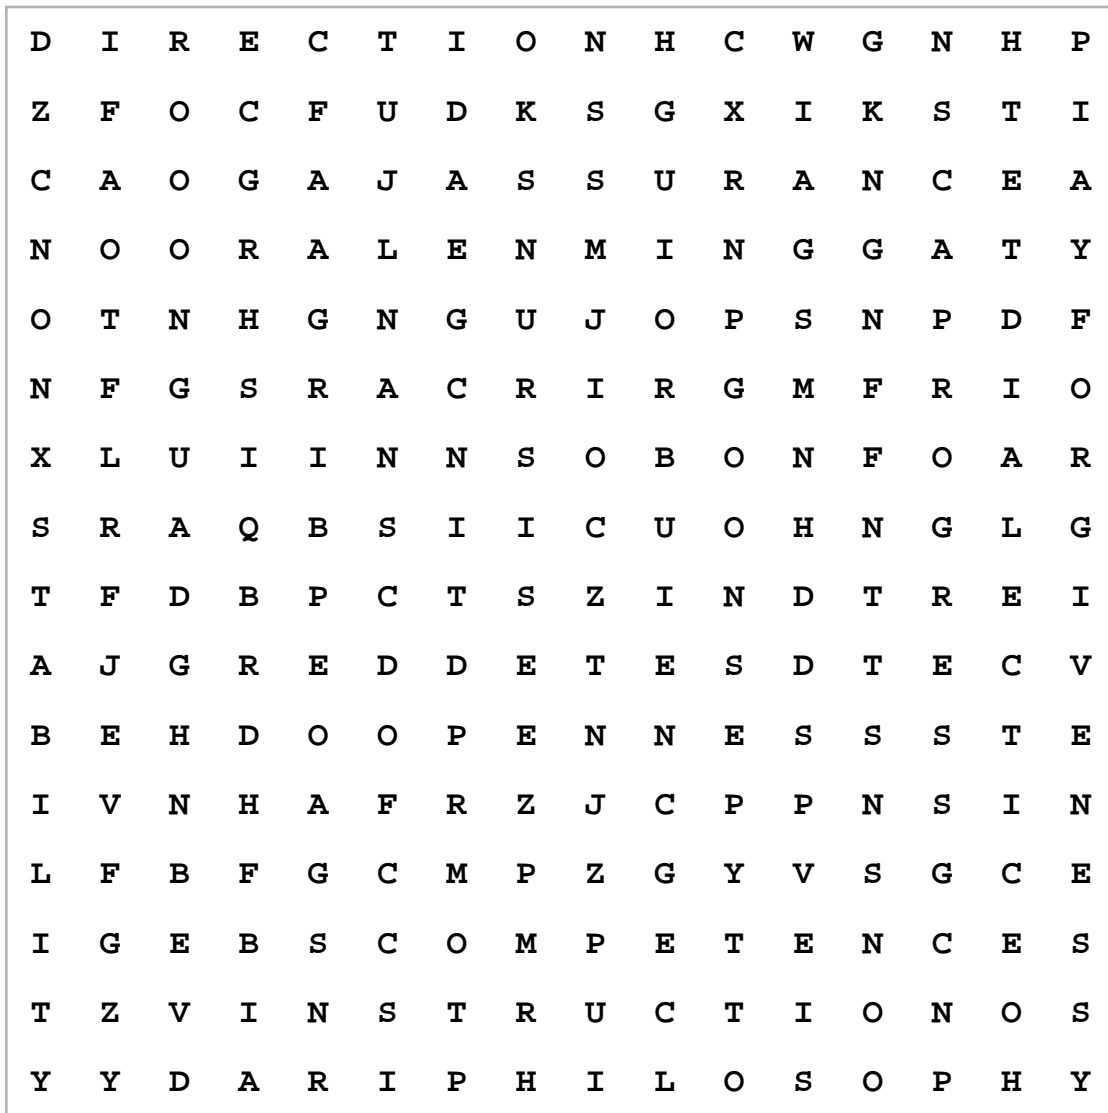 D I R E C T I O N H C W G N H P
Z F O C F U D K S G X I K S T I
C A O G A J A S S U R A N C E A
N O O R A L E N M I N G G A T Y
O T N H G N G U J O P S N P D F
N F G S R A C R I R G M F R I O
X L U I I N N S O B O N F O A R
S R A Q B S I I C U O H N G L G
T F D B P C T S Z I N D T R E I
A J G R E D D E T E S D T E C V
B E H D O O P E N N E S S S T E
I V N H A F R Z J C P P N S I N
L F B F G C M P Z G Y V S G C E
I G E B S C O M P E T E N C E S
T Z V I N S T R U C T I O N O S
Y Y D A R I P H I L O S O P H Y